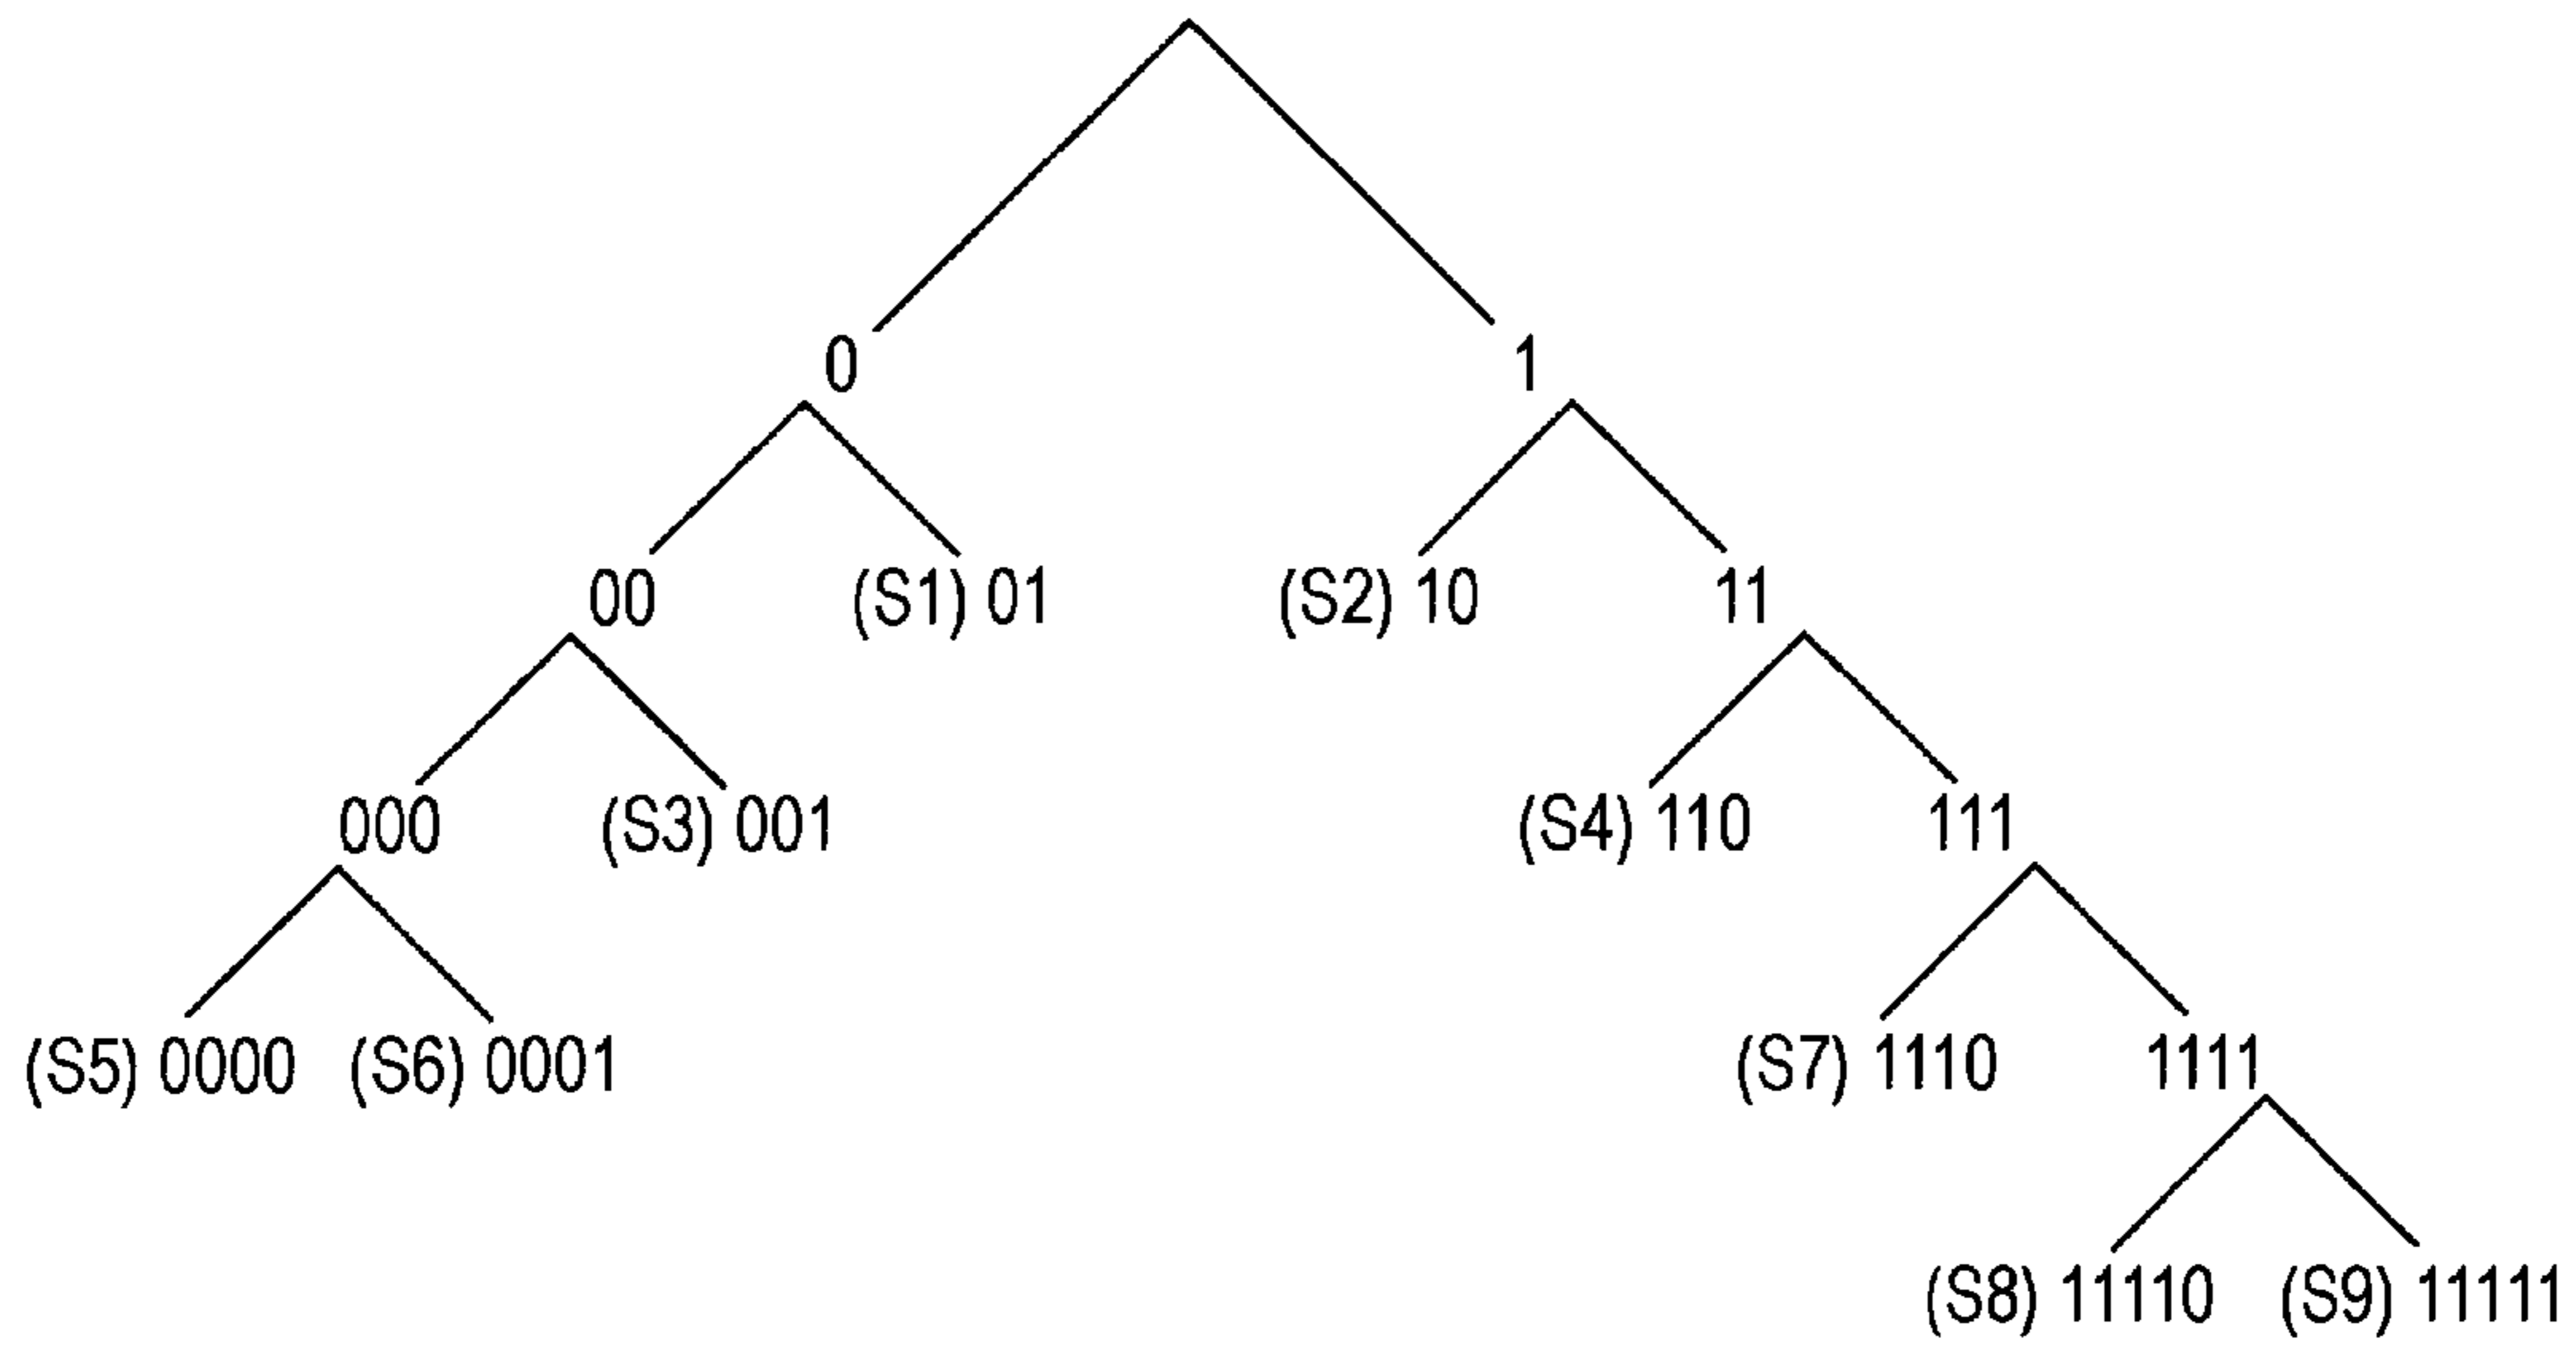 0 1
00 (S1) 01 (S2) 10 11
000 (S3) 001 (S4) 110 111
(S5) 0000 (S6) 0001 (S7) 1110 1111
(S8) 11110 (S9) 11111